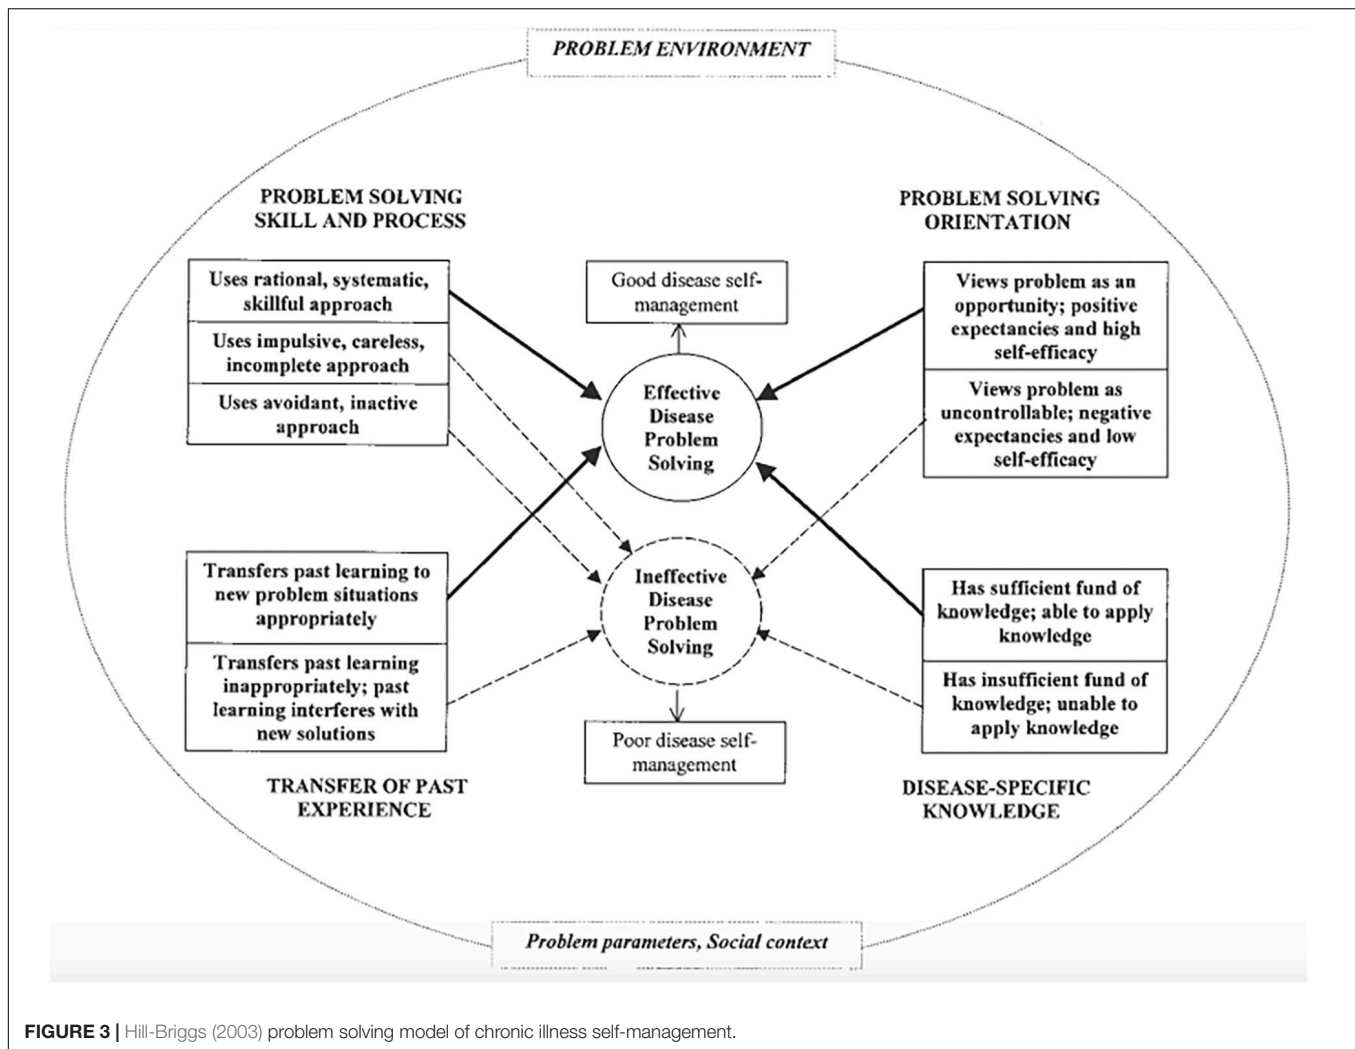 PROBLEM ENVIRONMENT
PROBLEM SOLVING
SKILL AND PROCESS
Uses rational, systematic,
skillful approach
Uses impulsive, careless,
incomplete approach
Uses avoidant, inactive
approach
Good disease self-
management
PROBLEM SOLVING
ORIENTATION
Views problem as an
opportunity; positive
expectancies and high
self-efficacy
Views problem as
uncontrollable; negative
expectancies and low
self-efficacy
Effective
Disease
Problem
Solving
Ineffective
Disease
Problem
Solving
Transfers past learning to
new problem situations
appropriately
Transfers past learning
inappropriately; past
learning interferes with
new solutions
TRANSFER OF PAST
EXPERIENCE
Poor disease self-
management
Has sufficient fund of
knowledge; able to apply
knowledge
Has insufficient fund of
knowledge; unable to
apply knowledge
DISEASE-SPECIFIC
KNOWLEDGE
Problem parameters, Social context
FIGURE 3 | Hill-Briggs (2003) problem solving model of chronic illness self-management.